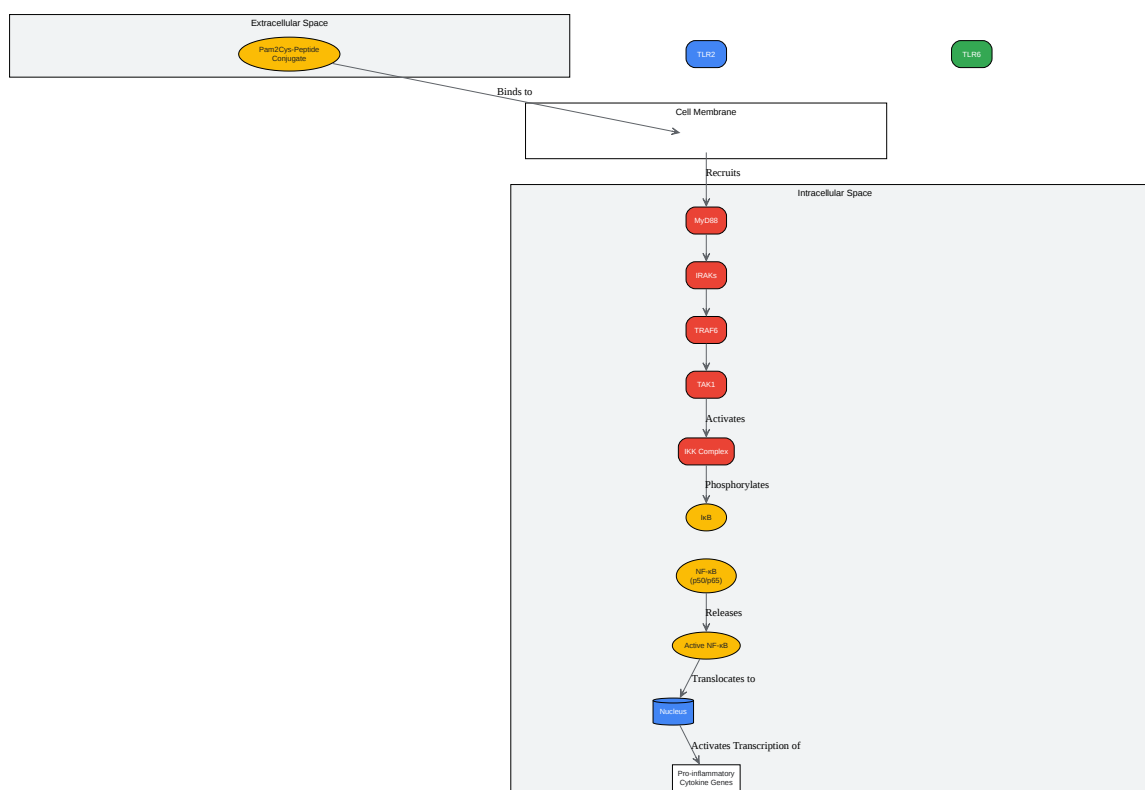 Extracellular Space
Pam2Cys-Peptide
Conjugate
TLR2
TLR6
Binds to
Cell Membrane
Recruits
Intracellular Space
MyD88
IRAKs
TRAF6
TAK1
Activates
IKK Complex
Phosphorylates
IκB
NF-κB
(p50/p65)
Releases
Active NF-κB
Translocates to
Nucleus
Activates Transcription of
Pro-inflammatory
Cytokine Genes